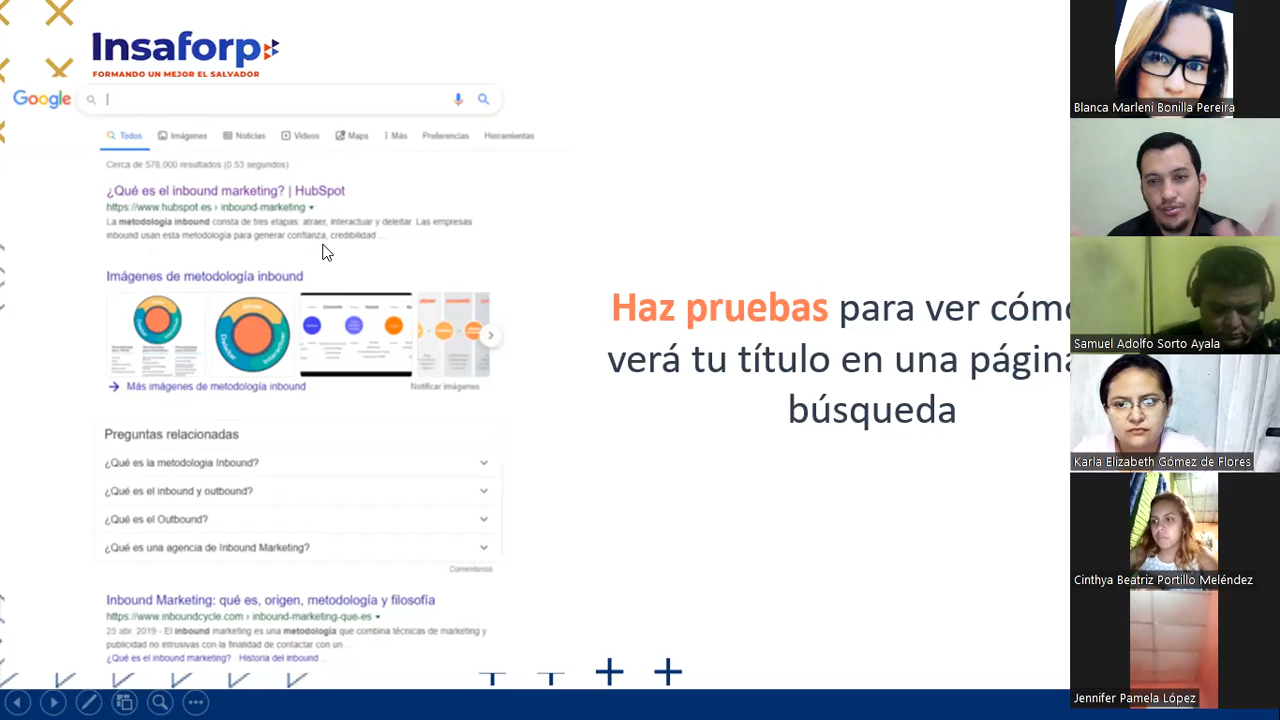 Insaforp
FORMANDO UN MEJOR EL SALVADOR
Google
Todos Imágenes Noticias Videos Maps Más Preferencias Herramientas
Cerca de 578.000 resultados (0.53 segundos)
¿Qué es el inbound marketing? | HubSpot
https://www.hubspot.es › inbound-marketing
La metodología inbound consta de tres etapas: atraer, interactuar y deleitar. Las empresas
inbound usan esta metodología para generar confianza, credibilidad ...
Imágenes de metodología inbound
Más imágenes de metodología inbound
Notificar imágenes
Preguntas relacionadas
¿Qué es la metodologia Inbound?
¿Qué es el inbound y outbound?
¿Qué es el Outbound?
¿Qué es una agencia de Inbound Marketing?
Comentarios
Inbound Marketing: qué es, origen, metodología y filosofía
https://www.inboundcycle.com › inbound-marketing-que-es
25 abr. 2019 - El inbound marketing es una metodología que combina técnicas de marketing y
publicidad no intrusivas con la finalidad de contactar con un ...
¿Qué es el inbound marketing? Historia del inbound ...
Haz pruebas para ver cómo
verá tu título en una página
búsqueda
Blanca Marleni Bonilla Pereira
Samuel Adolfo Sorto Ayala
Karla Elizabeth Gómez de Flores
Cinthya Beatriz Portillo Meléndez
Jennifer Pamela López